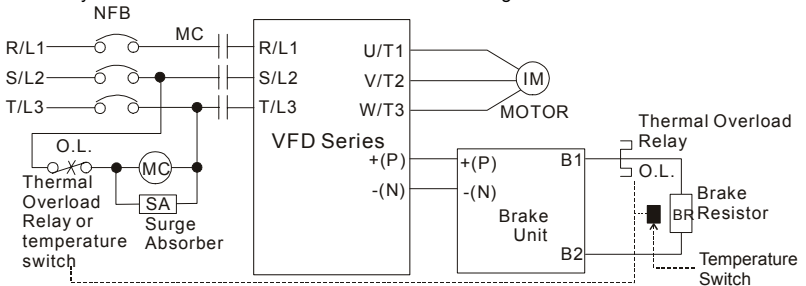 NFB
MC
R/L1
R/L1
U/T1
S/L2
S/L2
V/T2
IM
T/L3
T/L3
W/T3
MOTOR
VFD Series
O.L.
MC
SA
Thermal
Overload
Relay or
temperature
switch
Surge
Absorber
+(P)
-(N)
+(P)
-(N)
B1
Brake
Unit
B2
Thermal Overload
Relay
O.L.
BR
Brake
Resistor
Temperature
Switch